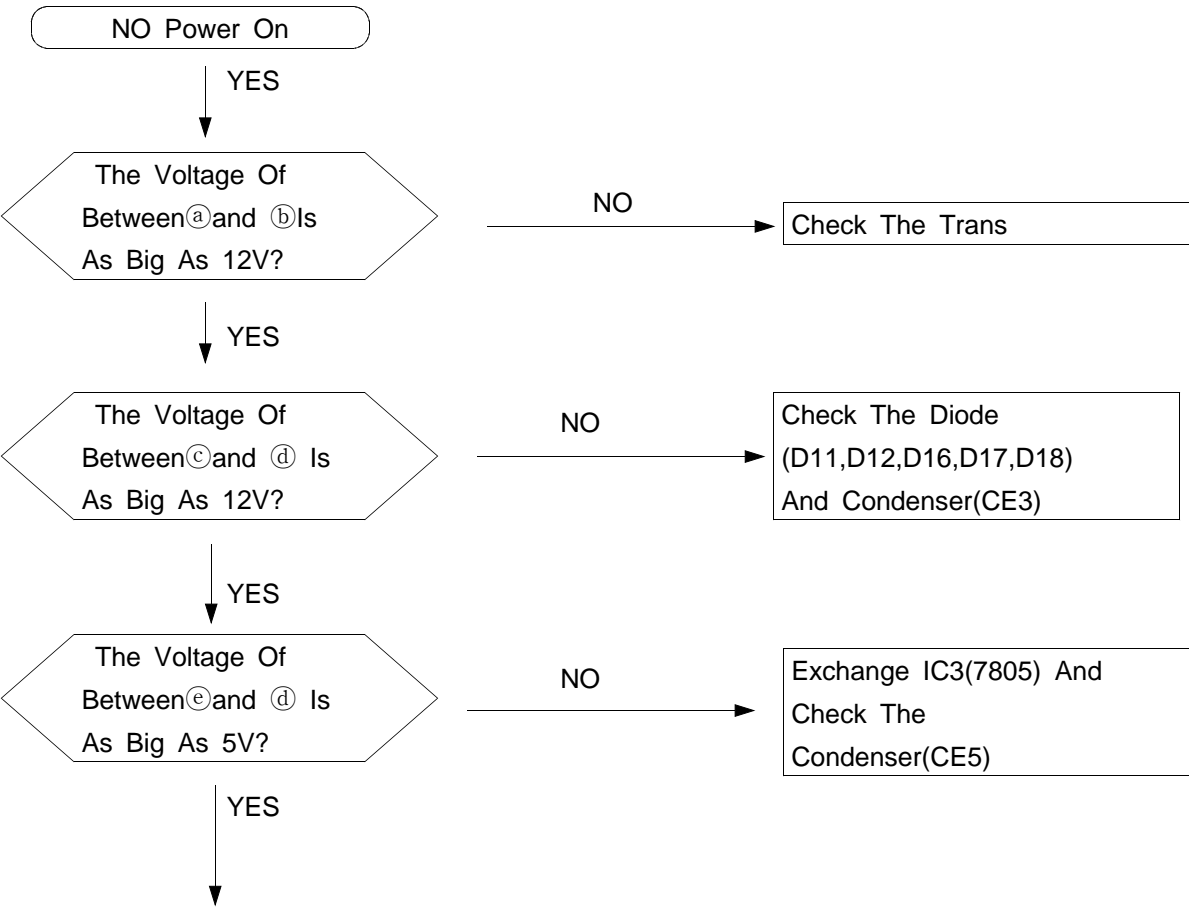 NO Power On
YES
The Voltage Of
Betweenⓐand ⓑIs
As Big As 12V?
NO
Check The Trans
YES
The Voltage Of
Betweenⓒand ⓓ Is
As Big As 12V?
NO
Check The Diode
(D11,D12,D16,D17,D18)
And Condenser(CE3)
YES
The Voltage Of
Betweenⓔand ⓓ Is
As Big As 5V?
NO
Exchange IC3(7805) And
Check The
Condenser(CE5)
YES